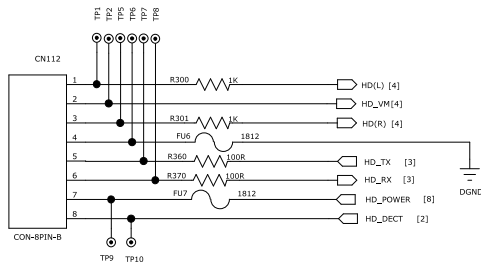 TP1 TP2 TP5 TP6 TP7 TP8
CN112
1 R300 1K HD(L) [4]
2 HD_VM[4]
3 R301 1K HD(R) [4]
4 FU6 1812
5 R360 100R HD_TX [3]
6 R370 100R HD_RX [3]
DGND
7 FU7 1812 HD_POWER [8]
8 HD_DECT [2]
CON-8PIN-B
TP9 TP10